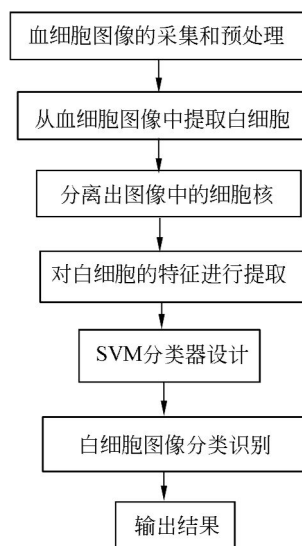 血细胞图像的采集和预处理
从血细胞图像中提取白细胞
分离出图像中的细胞核
对白细胞的特征进行提取
SVM分类器设计
白细胞图像分类识别
输出结果